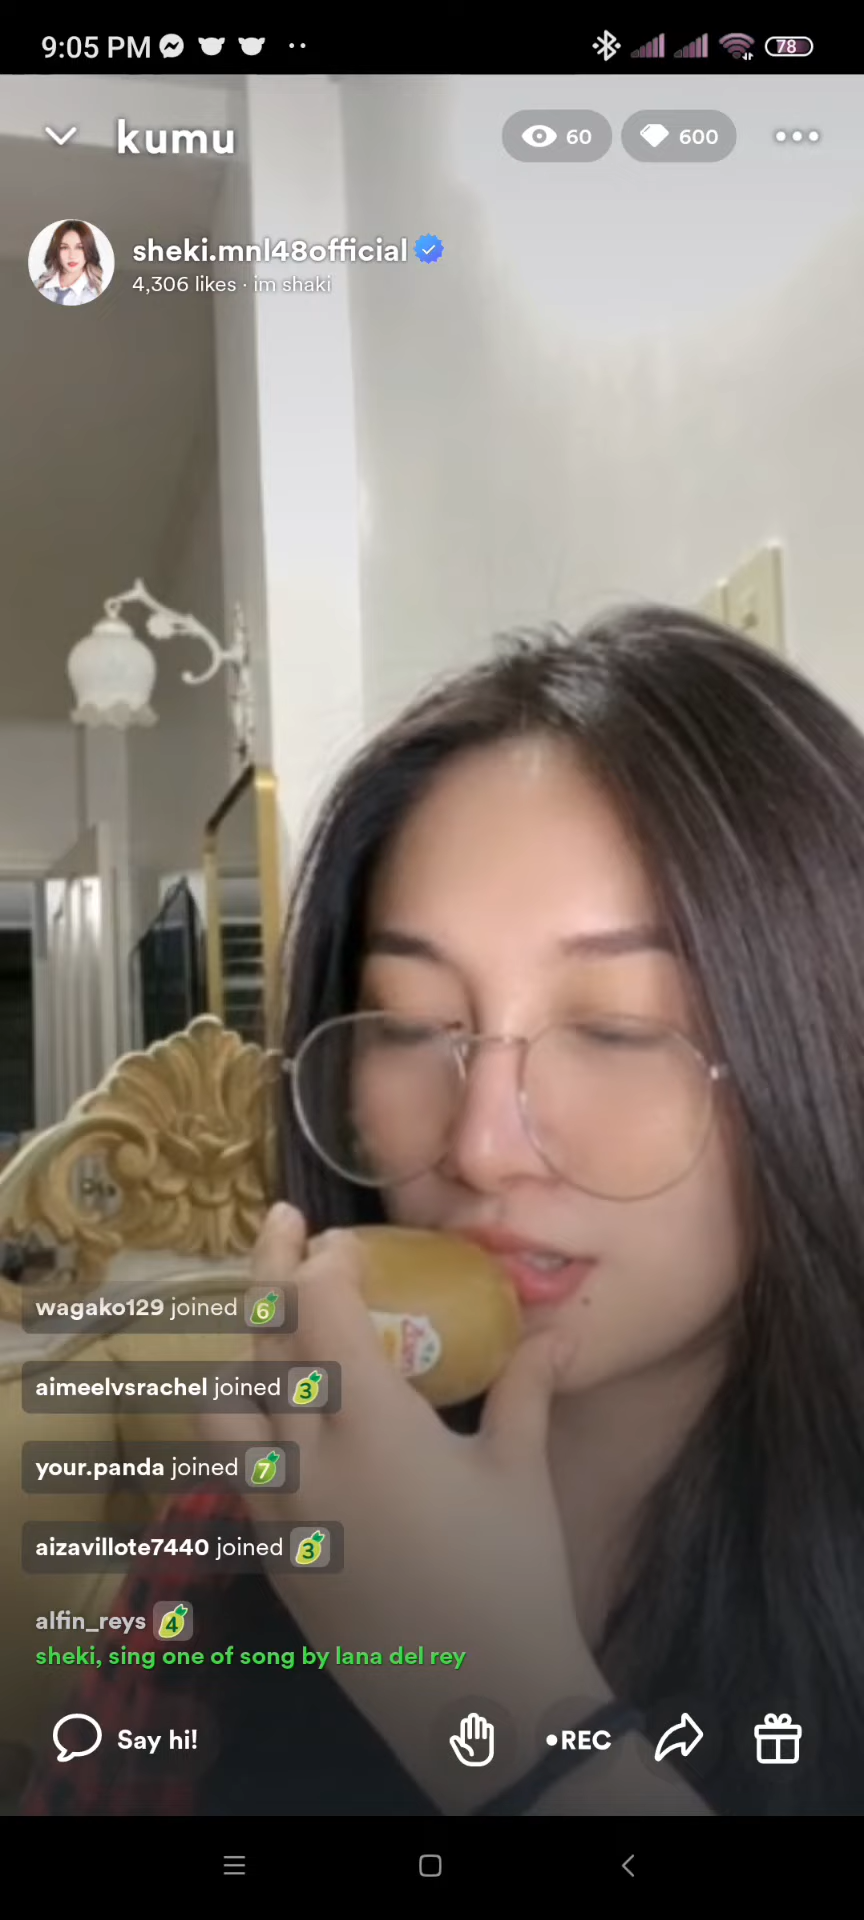 9:05 PM
78
kumu
60
600
sheki.mnl48official
4,306 likes · im shaki
wagako129 joined 6
aimeelvsrachel joined 3
your.panda joined 7
aizavillote7440 joined 3
alfin_reys 4
sheki, sing one of song by lana del rey
Say hi!
•REC